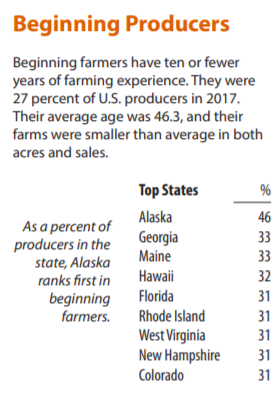 Beginning Producers
Beginning farmers have ten or fewer
years of farming experience. They were
27 percent of U.S. producers in 2017.
Their average age was 46.3, and their
farms were smaller than average in both
acres and sales.
As a percent of
producers in the
state, Alaska
ranks first in
beginning
farmers.
Top States %
Alaska 46
Georgia 33
Maine 33
Hawaii 32
Florida 31
Rhode Island 31
West Virginia 31
New Hampshire 31
Colorado 31